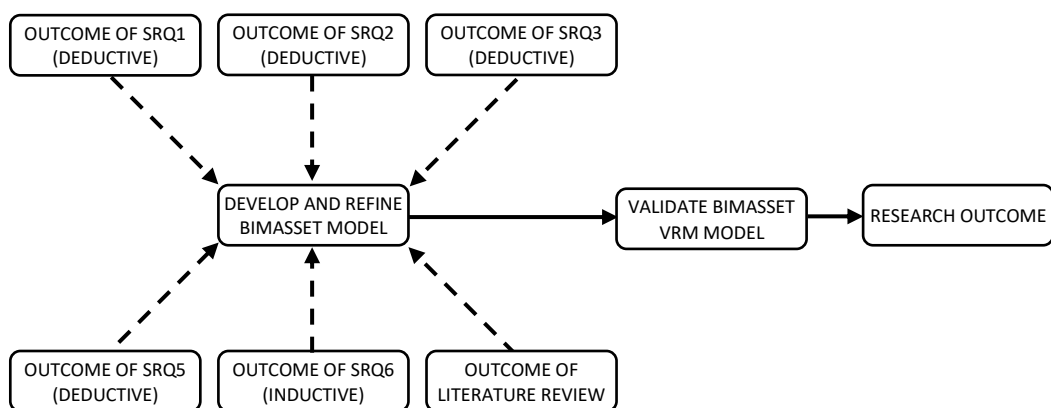 OUTCOME OF SRQ1
(DEDUCTIVE)
OUTCOME OF SRQ2
(DEDUCTIVE)
OUTCOME OF SRQ3
(DEDUCTIVE)
DEVELOP AND REFINE
BIMASSET MODEL
VALIDATE BIMASSET
VRM MODEL
RESEARCH OUTCOME
OUTCOME OF SRQ5
(DEDUCTIVE)
OUTCOME OF SRQ6
(INDUCTIVE)
OUTCOME OF
LITERATURE REVIEW